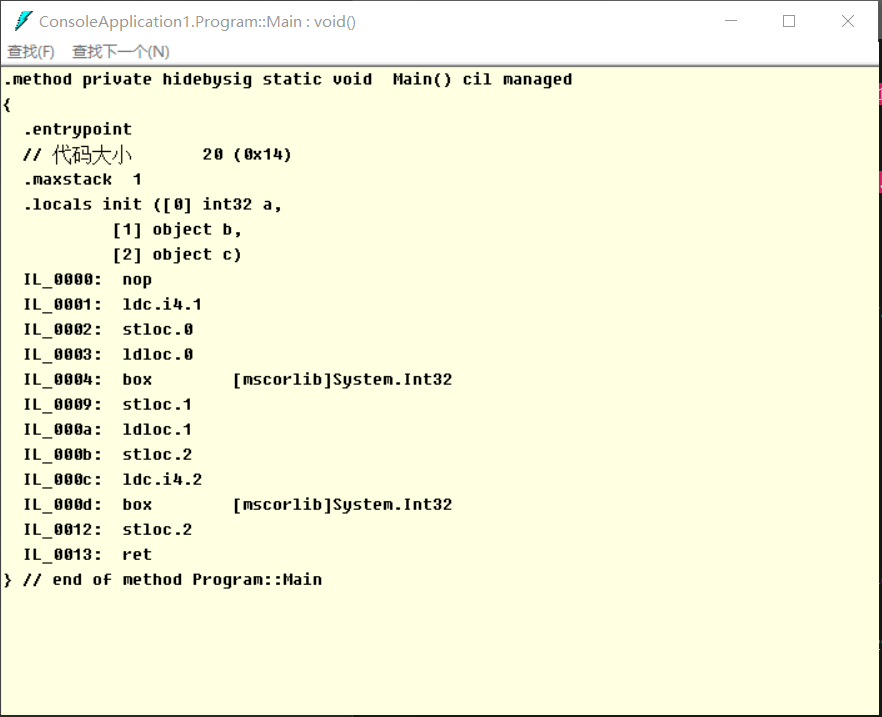 ConsoleApplication1.Program::Main : void()
查找(F) 查找下一个(N)
.method private hidebysig static void  Main() cil managed
{
  .entrypoint
  // 代码大小       20 (0x14)
  .maxstack  1
  .locals init ([0] int32 a,
           [1] object b,
           [2] object c)
  IL_0000:  nop
  IL_0001:  ldc.i4.1
  IL_0002:  stloc.0
  IL_0003:  ldloc.0
  IL_0004:  box        [mscorlib]System.Int32
  IL_0009:  stloc.1
  IL_000a:  ldloc.1
  IL_000b:  stloc.2
  IL_000c:  ldc.i4.2
  IL_000d:  box        [mscorlib]System.Int32
  IL_0012:  stloc.2
  IL_0013:  ret
} // end of method Program::Main